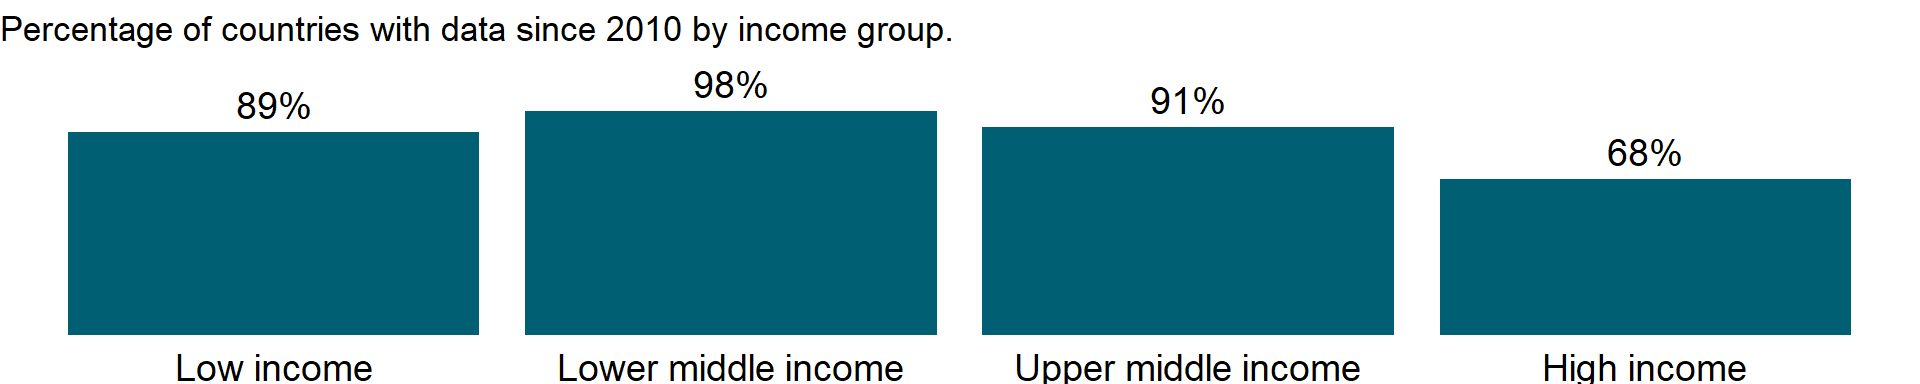 Percentage of countries with data since 2010 by income group.
89%
98%
91%
68%
Low income
Lower middle income
Upper middle income
High income